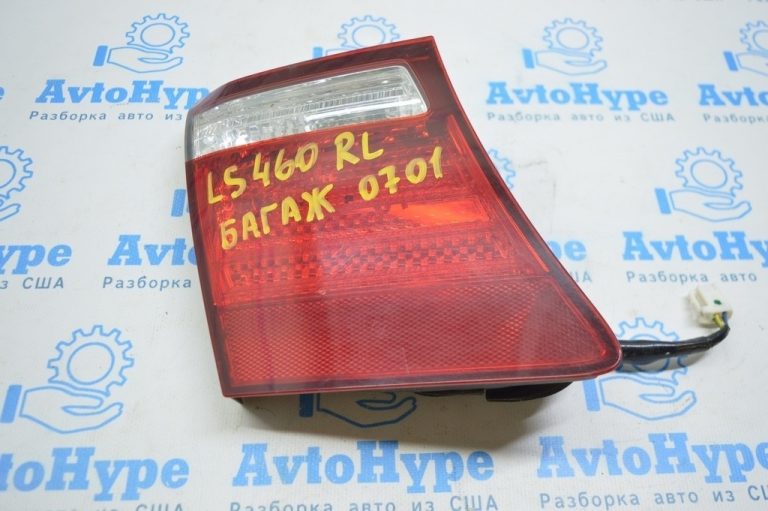 AvtoHype
Разборка авто из США
LS460 RL
БАГАЖ 0701